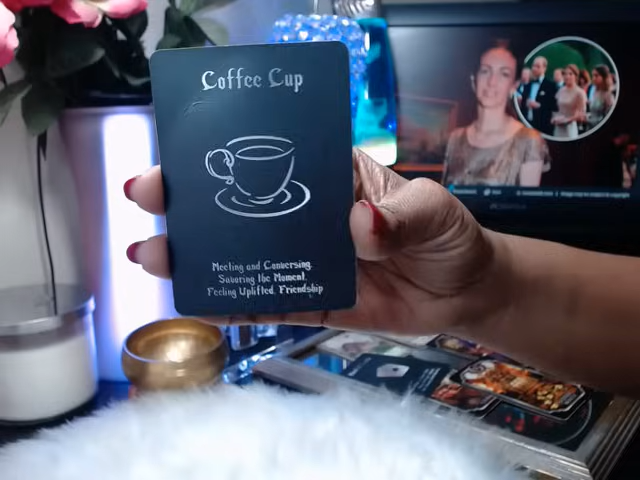 Coffee Cup
Meeting and Conversing,
Savoring the Moment,
Feeling Uplifted, Friendship